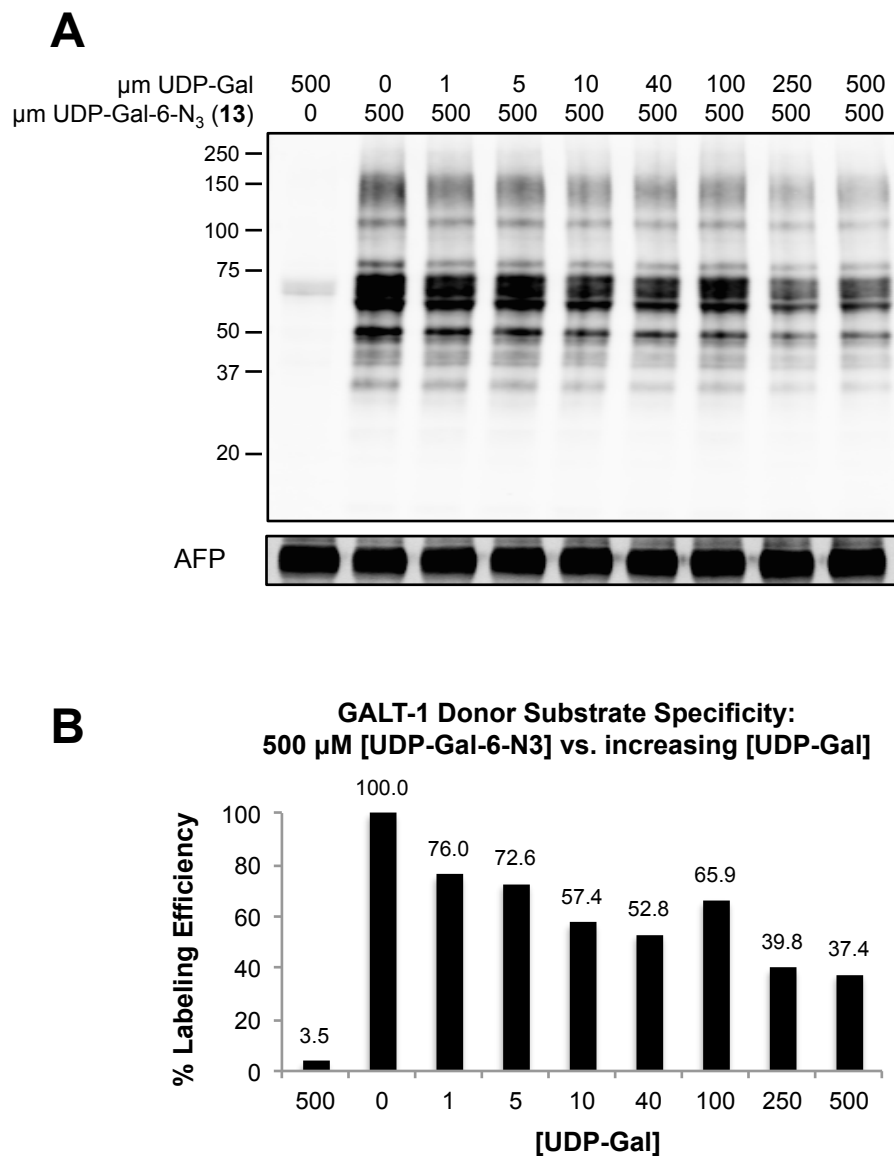 A
µm UDP-Gal 500 0 1 5 10 40 100 250 500
µm UDP-Gal-6-N₃ (13) 0 500 500 500 500 500 500 500 500
250
150
100
75
50
37
20
AFP
B
GALT-1 Donor Substrate Specificity:
500 µM [UDP-Gal-6-N3] vs. increasing [UDP-Gal]
% Labeling Efficiency
100
80
60
40
20
0
3.5
100.0
76.0
72.6
57.4
52.8
65.9
39.8
37.4
500 0 1 5 10 40 100 250 500
[UDP-Gal]